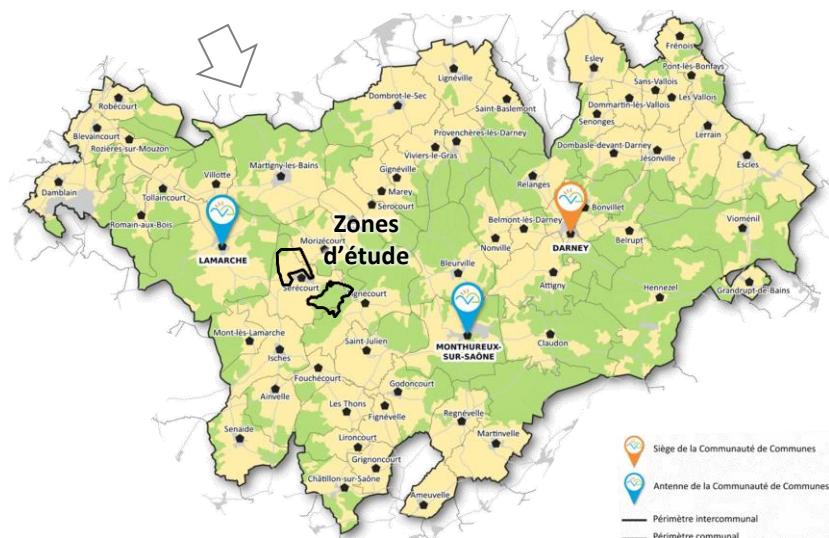 Frénois
Esley
Pont-lès-Bonfays
Lignéville
Sans-Vallois
Les Vallois
Robécourt
Dombrot-le-Sec
Saint-Baslemont
Dommartin-lès-Vallois
Senonges
Lerrain
Blevaincourt
Rozières-sur-Mouzon
Provenchères-lès-Darney
Viviers-le-Gras
Dombasle-devant-Darney
Jésonville
Escles
Damblain
Villotte
Martigny-les-Bains
Gignéville
Marey
Relanges
Tollaincourt
Serocourt
Bonvillet
Romain-aux-Bois
Zones
d'étude
Belmont-lès-Darney
Vioménil
LAMARCHE
Morizécourt
Nonville
DARNEY
Belrupt
Sérécourt
Bleurville
Attigny
Hennezel
Grandrupt-de-Bains
gnécourt
Mont-lès-Lamarche
Saint-Julien
MONTHUREUX-
SUR-SAÔNE
Claudon
Isches
Fouchécourt
Godoncourt
Ainvelle
Les Thons
Fignévelle
Regnévelle
Senaide
Lironcourt
Martinvelle
Grignoncourt
Châtillon-sur-Saône
Ameuvelle
Siège de la Communauté de Communes
Antenne de la Communauté de Communes
Périmètre intercommunal
Périmètre communal